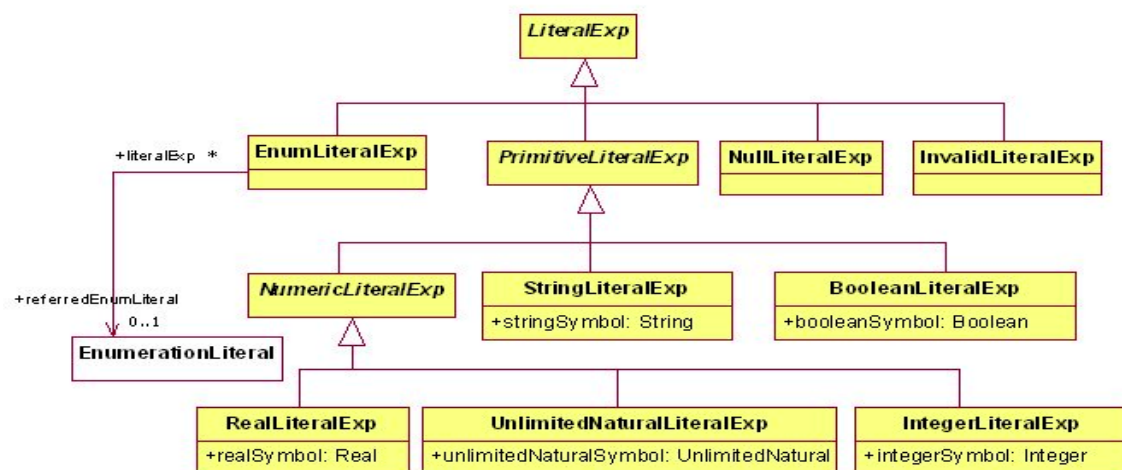 LiteralExp
+literalExp *
EnumLiteralExp
PrimitiveLiteralExp
NullLiteralExp
InvalidLiteralExp
NumericLiteralExp
StringLiteralExp
+stringSymbol: String
BooleanLiteralExp
+booleanSymbol: Boolean
+referredEnumLiteral
0..1
EnumerationLiteral
RealLiteralExp
+realSymbol: Real
UnlimitedNaturalLiteralExp
+unlimitedNaturalSymbol: UnlimitedNatural
IntegerLiteralExp
+integerSymbol: Integer